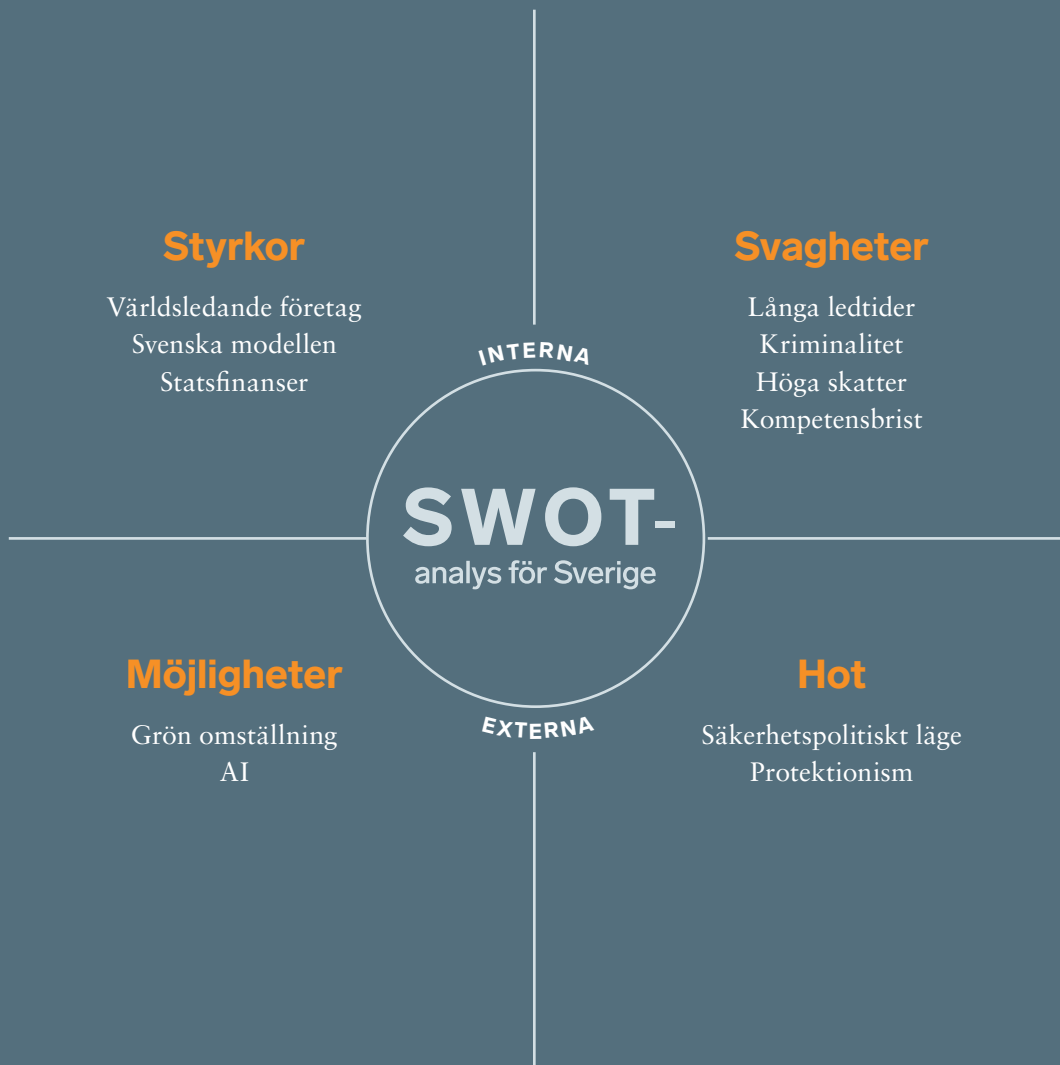 Styrkor
Världsledande företag
Svenska modellen
Statsfinanser
Svagheter
Långa ledtider
Kriminalitet
Höga skatter
Kompetensbrist
INTERNA
SWOT-
analys för Sverige
EXTERNA
Möjligheter
Grön omställning
AI
Hot
Säkerhetspolitiskt läge
Protektionism